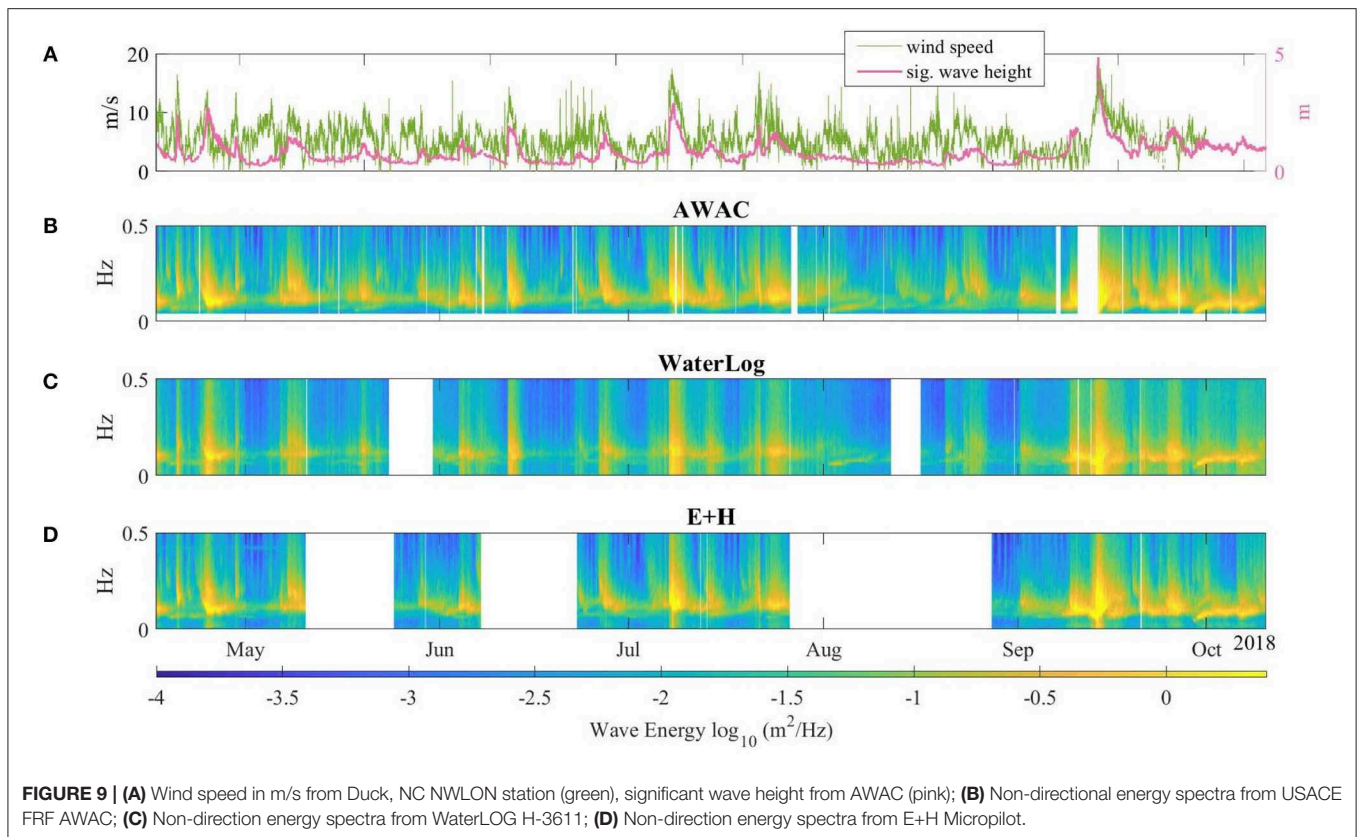 A
20
10
0
m/s
wind speed
sig. wave height
5
0
m
AWAC
B
0.5
0
Hz
WaterLog
C
0.5
0
Hz
E+H
D
0.5
0
Hz
May Jun Jul Aug Sep Oct 2018
-4 -3.5 -3 -2.5 -2 -1.5 -1 -0.5 0
Wave Energy log₁₀ (m²/Hz)
FIGURE 9 | (A) Wind speed in m/s from Duck, NC NWLON station (green), significant wave height from AWAC (pink); (B) Non-directional energy spectra from USACE
FRF AWAC; (C) Non-direction energy spectra from WaterLOG H-3611; (D) Non-direction energy spectra from E+H Micropilot.